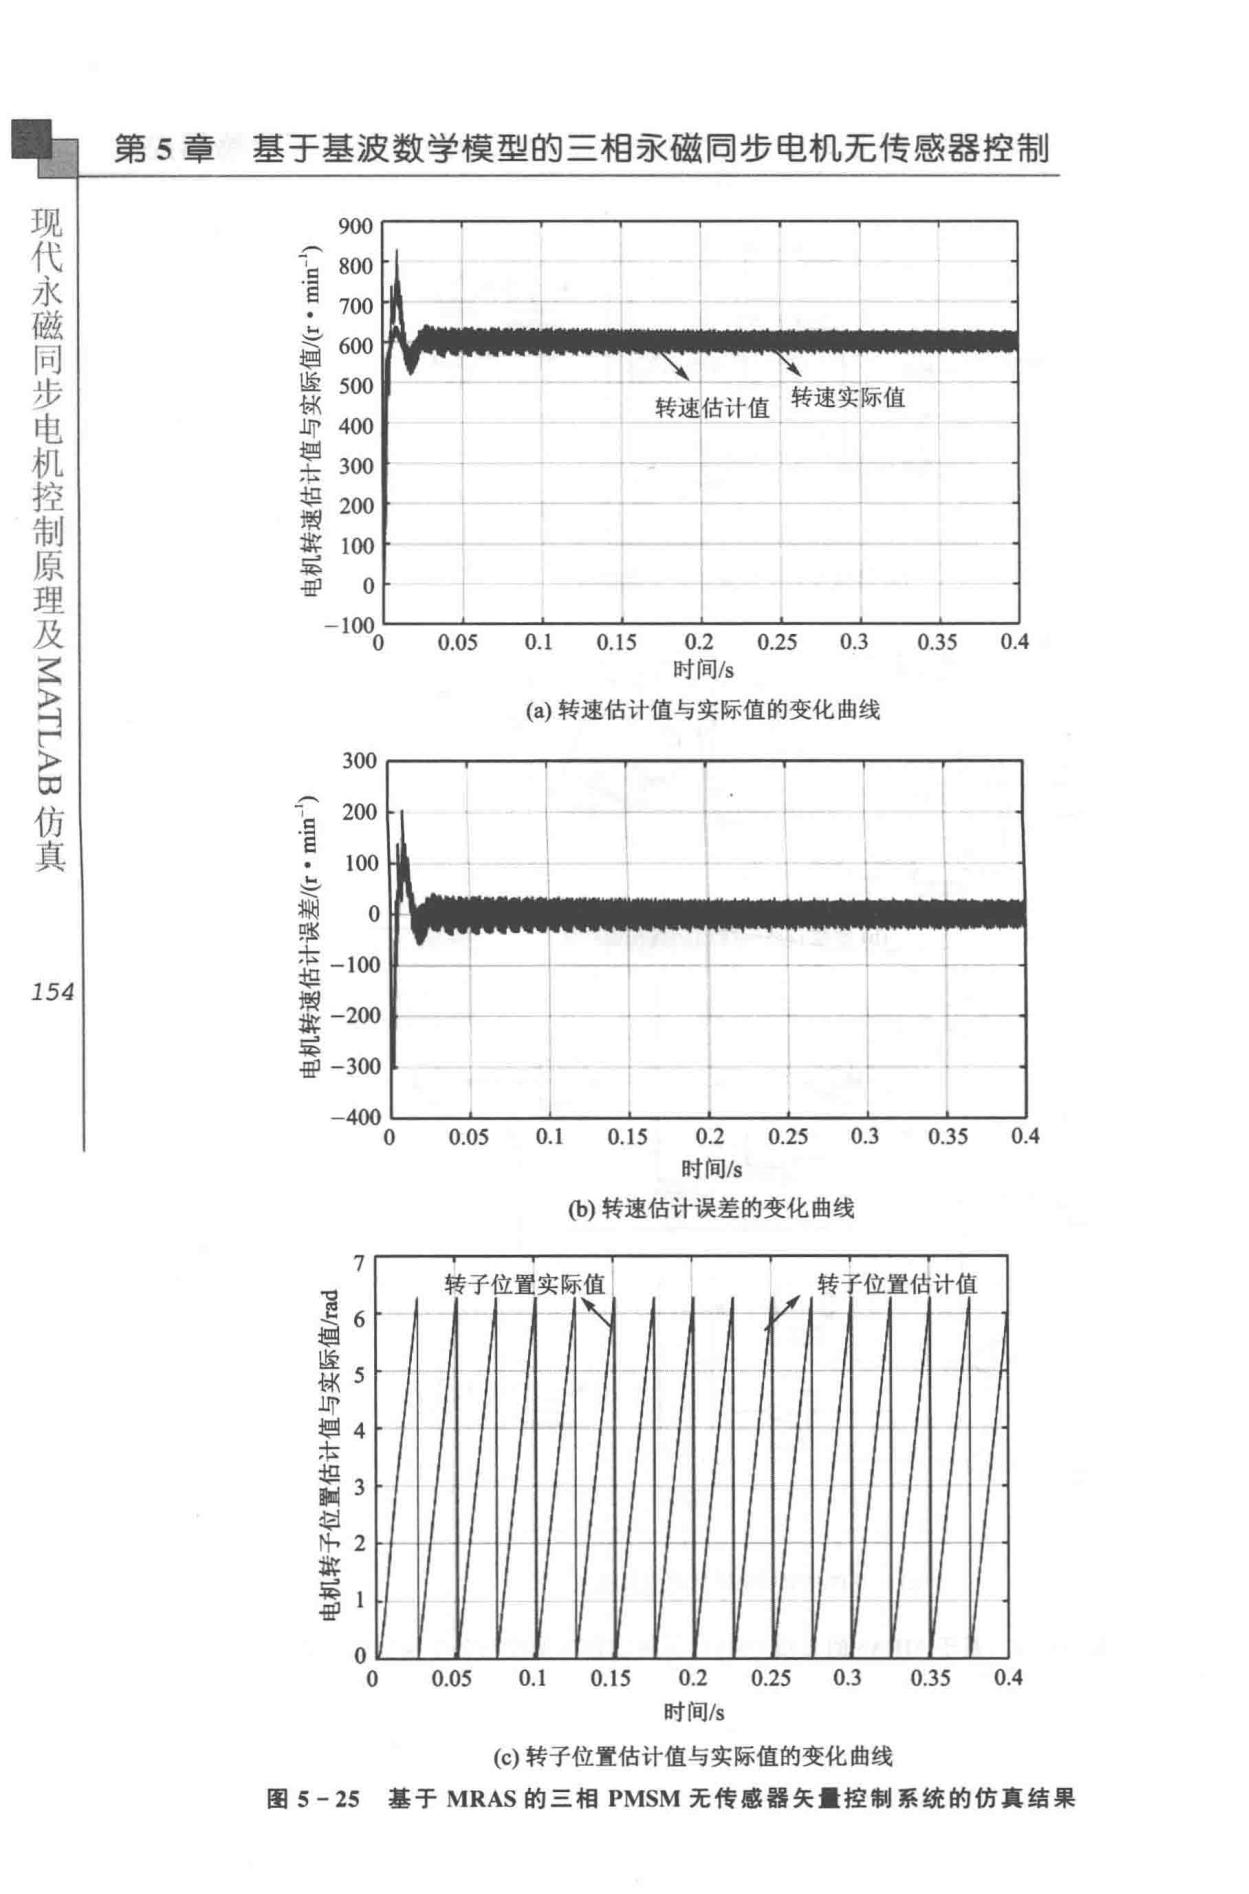 第 5 章 基于基波数学模型的三相永磁同步电机无传感器控制
现代永磁同步电机控制原理及MATLAB仿真
154
电机转速估计值与实际值/(r·min⁻¹)
900
800
700
600
500
400
300
200
100
0
−100
转速估计值
转速实际值
0 0.05 0.1 0.15 0.2 0.25 0.3 0.35 0.4
时间/s
(a) 转速估计值与实际值的变化曲线
电机转速估计误差/(r·min⁻¹)
300
200
100
0
−100
−200
−300
−400
0 0.05 0.1 0.15 0.2 0.25 0.3 0.35 0.4
时间/s
(b) 转速估计误差的变化曲线
电机转子位置估计值与实际值/rad
7
6
5
4
3
2
1
0
转子位置实际值
转子位置估计值
0 0.05 0.1 0.15 0.2 0.25 0.3 0.35 0.4
时间/s
(c) 转子位置估计值与实际值的变化曲线
图 5-25 基于 MRAS 的三相 PMSM 无传感器矢量控制系统的仿真结果